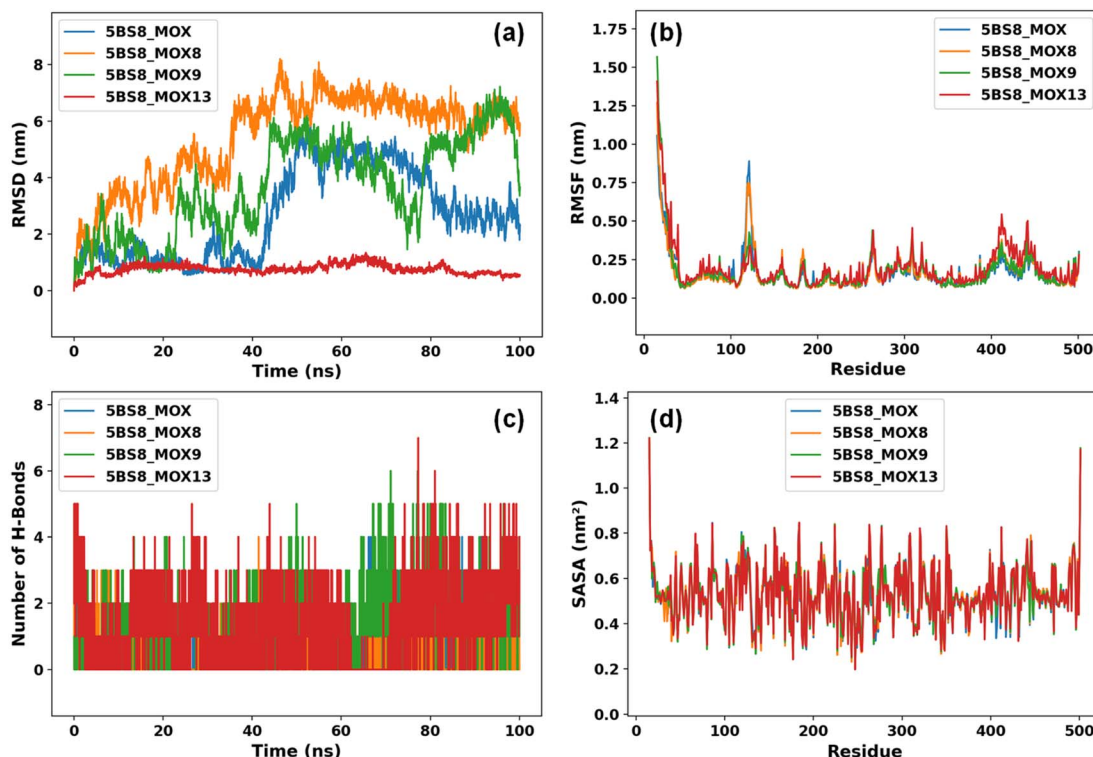 (a)
5BS8_MOX
5BS8_MOX8
5BS8_MOX9
5BS8_MOX13
RMSD (nm)
8
6
4
2
0
0 20 40 60 80 100
Time (ns)
(b)
5BS8_MOX
5BS8_MOX8
5BS8_MOX9
5BS8_MOX13
RMSF (nm)
1.75
1.50
1.25
1.00
0.75
0.50
0.25
0.00
0 100 200 300 400 500
Residue
(c)
5BS8_MOX
5BS8_MOX8
5BS8_MOX9
5BS8_MOX13
Number of H-Bonds
8
6
4
2
0
0 20 40 60 80 100
Time (ns)
(d)
5BS8_MOX
5BS8_MOX8
5BS8_MOX9
5BS8_MOX13
SASA (nm²)
1.4
1.2
1.0
0.8
0.6
0.4
0.2
0.0
0 100 200 300 400 500
Residue